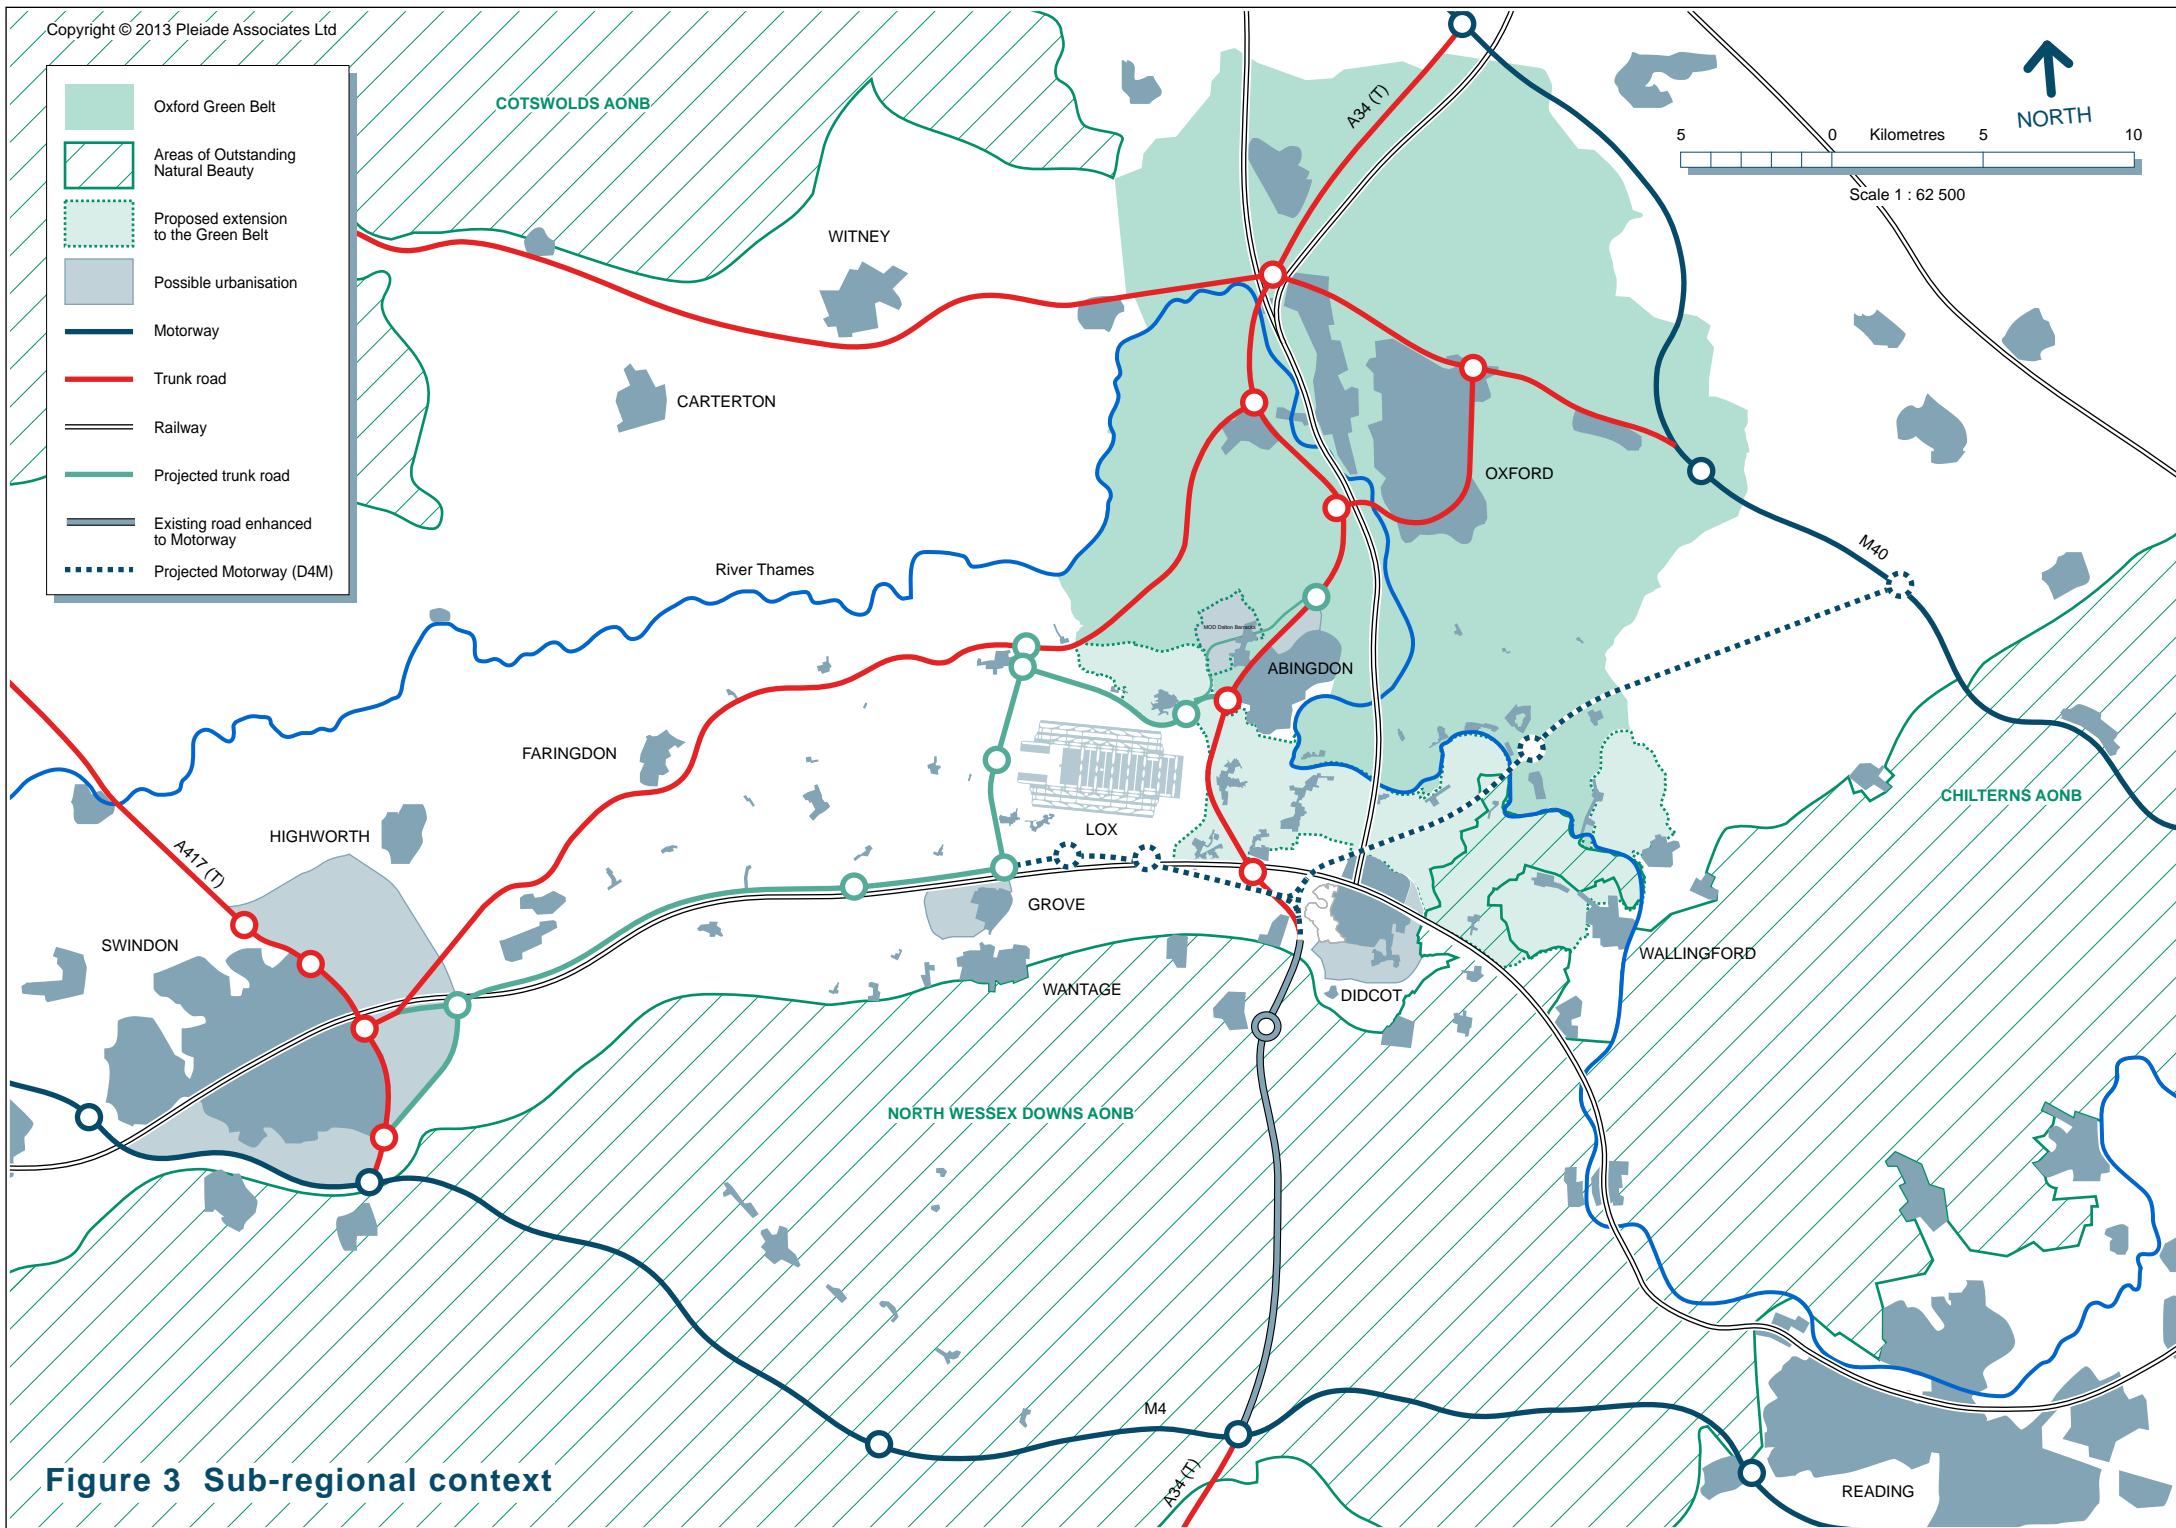 Copyright © 2013 Pleiade Associates Ltd
Oxford Green Belt
Areas of Outstanding
Natural Beauty
Proposed extension
to the Green Belt
Possible urbanisation
Motorway
Trunk road
Railway
Projected trunk road
Existing road enhanced
to Motorway
Projected Motorway (D4M)
COTSWOLDS AONB
A34 (T)
NORTH
5 0 Kilometres 5 10
Scale 1 : 62 500
WITNEY
CARTERTON
OXFORD
M40
River Thames
MOD Dalton Barracks
ABINGDON
FARINGDON
CHILTERNS AONB
HIGHWORTH
LOX
A417 (T)
GROVE
SWINDON
WANTAGE
WALLINGFORD
DIDCOT
NORTH WESSEX DOWNS AONB
M4
A34 (T)
READING
Figure 3 Sub-regional context